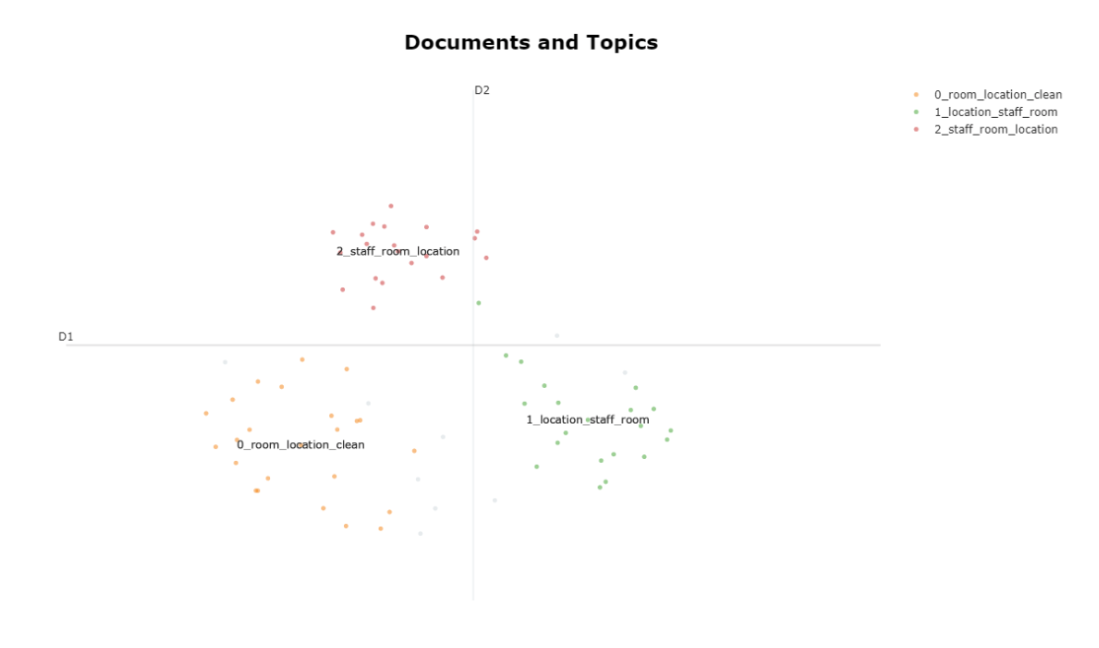 Documents and Topics
D2
0_room_location_clean
1_location_staff_room
2_staff_room_location
2_staff_room_location
D1
1_location_staff_room
0_room_location_clean